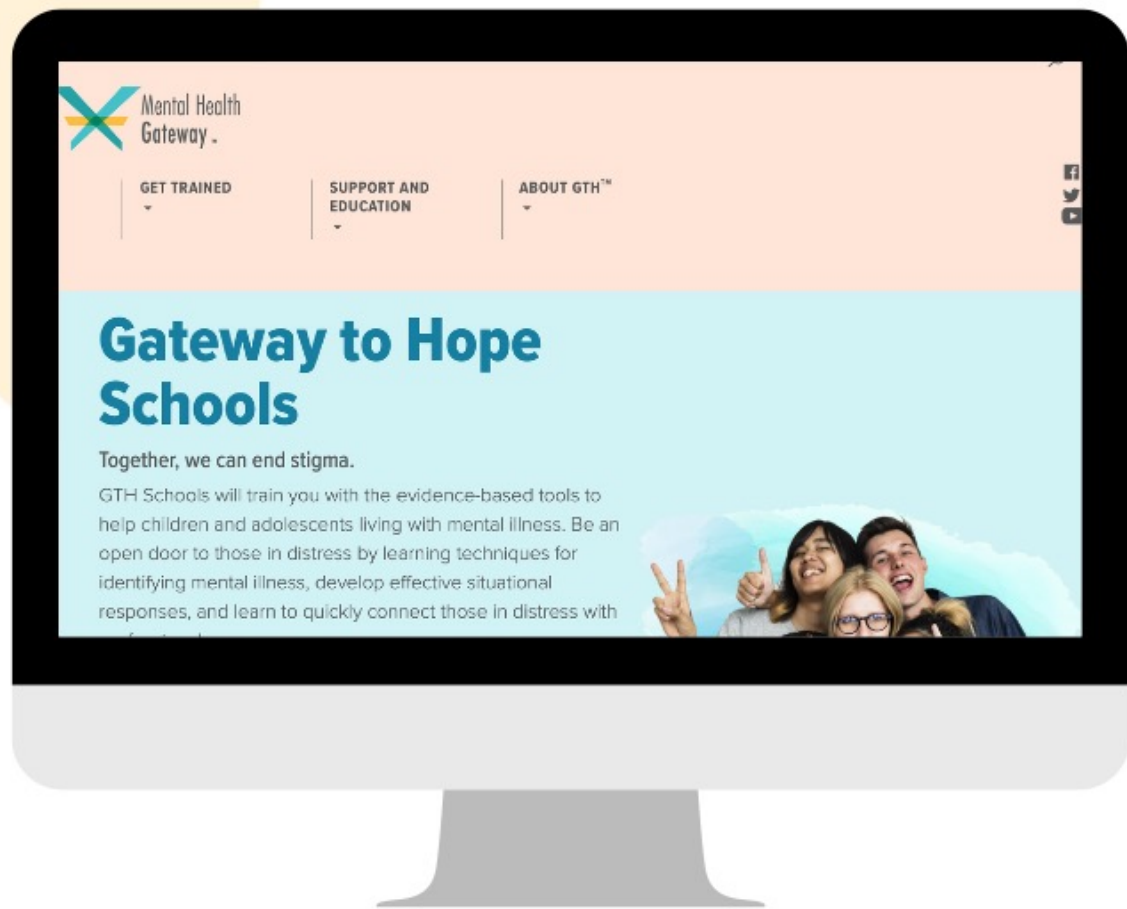 Mental Health
Gateway
GET TRAINED
SUPPORT AND
EDUCATION
ABOUT GTH™
Gateway to Hope
Schools
Together, we can end stigma.
GTH Schools will train you with the evidence-based tools to
help children and adolescents living with mental illness. Be an
open door to those in distress by learning techniques for
identifying mental illness, develop effective situational
responses, and learn to quickly connect those in distress with